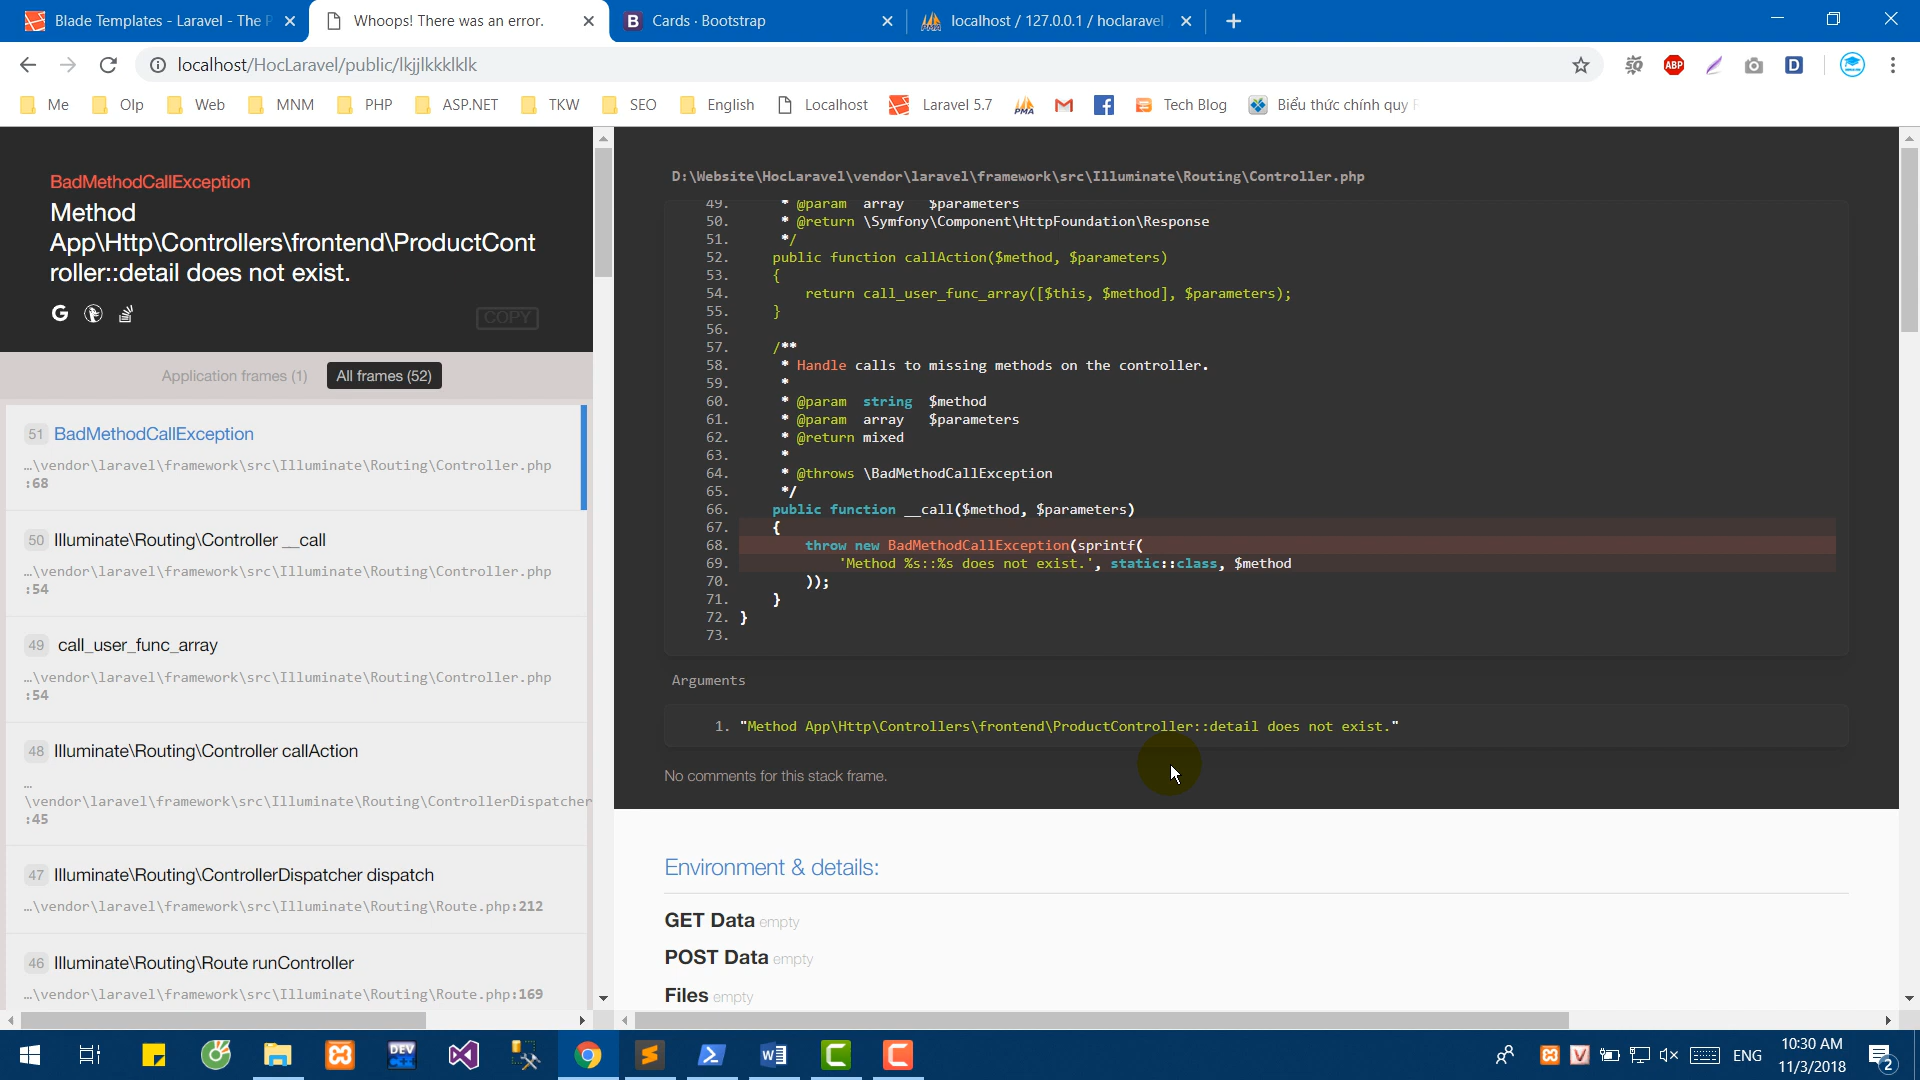 Blade Templates - Laravel - The P
Whoops! There was an error.
Cards · Bootstrap
localhost / 127.0.0.1 / hoclaravel
localhost/HocLaravel/public/lkjjlkkklklk
Me
Olp
Web
MNM
PHP
ASP.NET
TKW
SEO
English
Localhost
Laravel 5.7
Tech Blog
Biểu thức chính quy
BadMethodCallException
Method
App\Http\Controllers\frontend\ProductCont
roller::detail does not exist.
COPY
Application frames (1)
All frames (52)
51 BadMethodCallException
…\vendor\laravel\framework\src\Illuminate\Routing\Controller.php
:68
50 Illuminate\Routing\Controller __call
…\vendor\laravel\framework\src\Illuminate\Routing\Controller.php
:54
49 call_user_func_array
…\vendor\laravel\framework\src\Illuminate\Routing\Controller.php
:54
48 Illuminate\Routing\Controller callAction
…
\vendor\laravel\framework\src\Illuminate\Routing\ControllerDispatcher
:45
47 Illuminate\Routing\ControllerDispatcher dispatch
…\vendor\laravel\framework\src\Illuminate\Routing\Route.php:212
46 Illuminate\Routing\Route runController
…\vendor\laravel\framework\src\Illuminate\Routing\Route.php:169
D:\Website\HocLaravel\vendor\laravel\framework\src\Illuminate\Routing\Controller.php
49. * @param array $parameters
50. * @return \Symfony\Component\HttpFoundation\Response
51. */
52. public function callAction($method, $parameters)
53. {
54. return call_user_func_array([$this, $method], $parameters);
55. }
56.
57. /**
58. * Handle calls to missing methods on the controller.
59. *
60. * @param string $method
61. * @param array $parameters
62. * @return mixed
63. *
64. * @throws \BadMethodCallException
65. */
66. public function __call($method, $parameters)
67. {
68. throw new BadMethodCallException(sprintf(
69. 'Method %s::%s does not exist.', static::class, $method
70. ));
71. }
72. }
73.
Arguments
1. "Method App\Http\Controllers\frontend\ProductController::detail does not exist."
No comments for this stack frame.
Environment & details:
GET Data empty
POST Data empty
Files empty
ENG
10:30 AM
11/3/2018
2